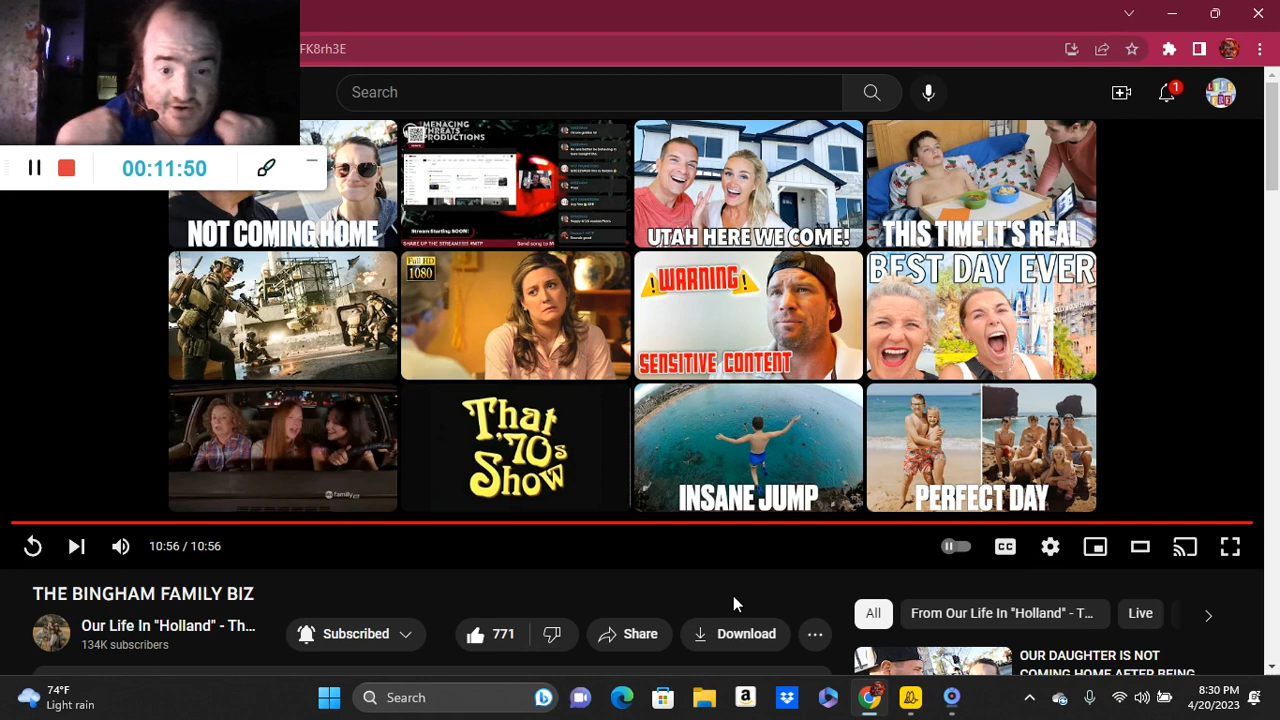 FK8rh3E
Search
1
00:11:50
NOT COMING HOME
MENACING
THREATS
PRODUCTIONS
Stream Starting SOON!
UTAH HERE WE COME!
THIS TIME IT'S REAL
Full HD
1080
WARNING
SENSITIVE CONTENT
BEST DAY EVER
abc family
That
'70s
Show
INSANE JUMP
PERFECT DAY
10:56 / 10:56
CC
THE BINGHAM FAMILY BIZ
Our Life In "Holland" - Th...
134K subscribers
Subscribed
771
Share
Download
All
From Our Life In "Holland" - T...
Live
OUR DAUGHTER IS NOT
COMING HOME AFTER BEING
74°F
Light rain
Search
8:30 PM
4/20/2023